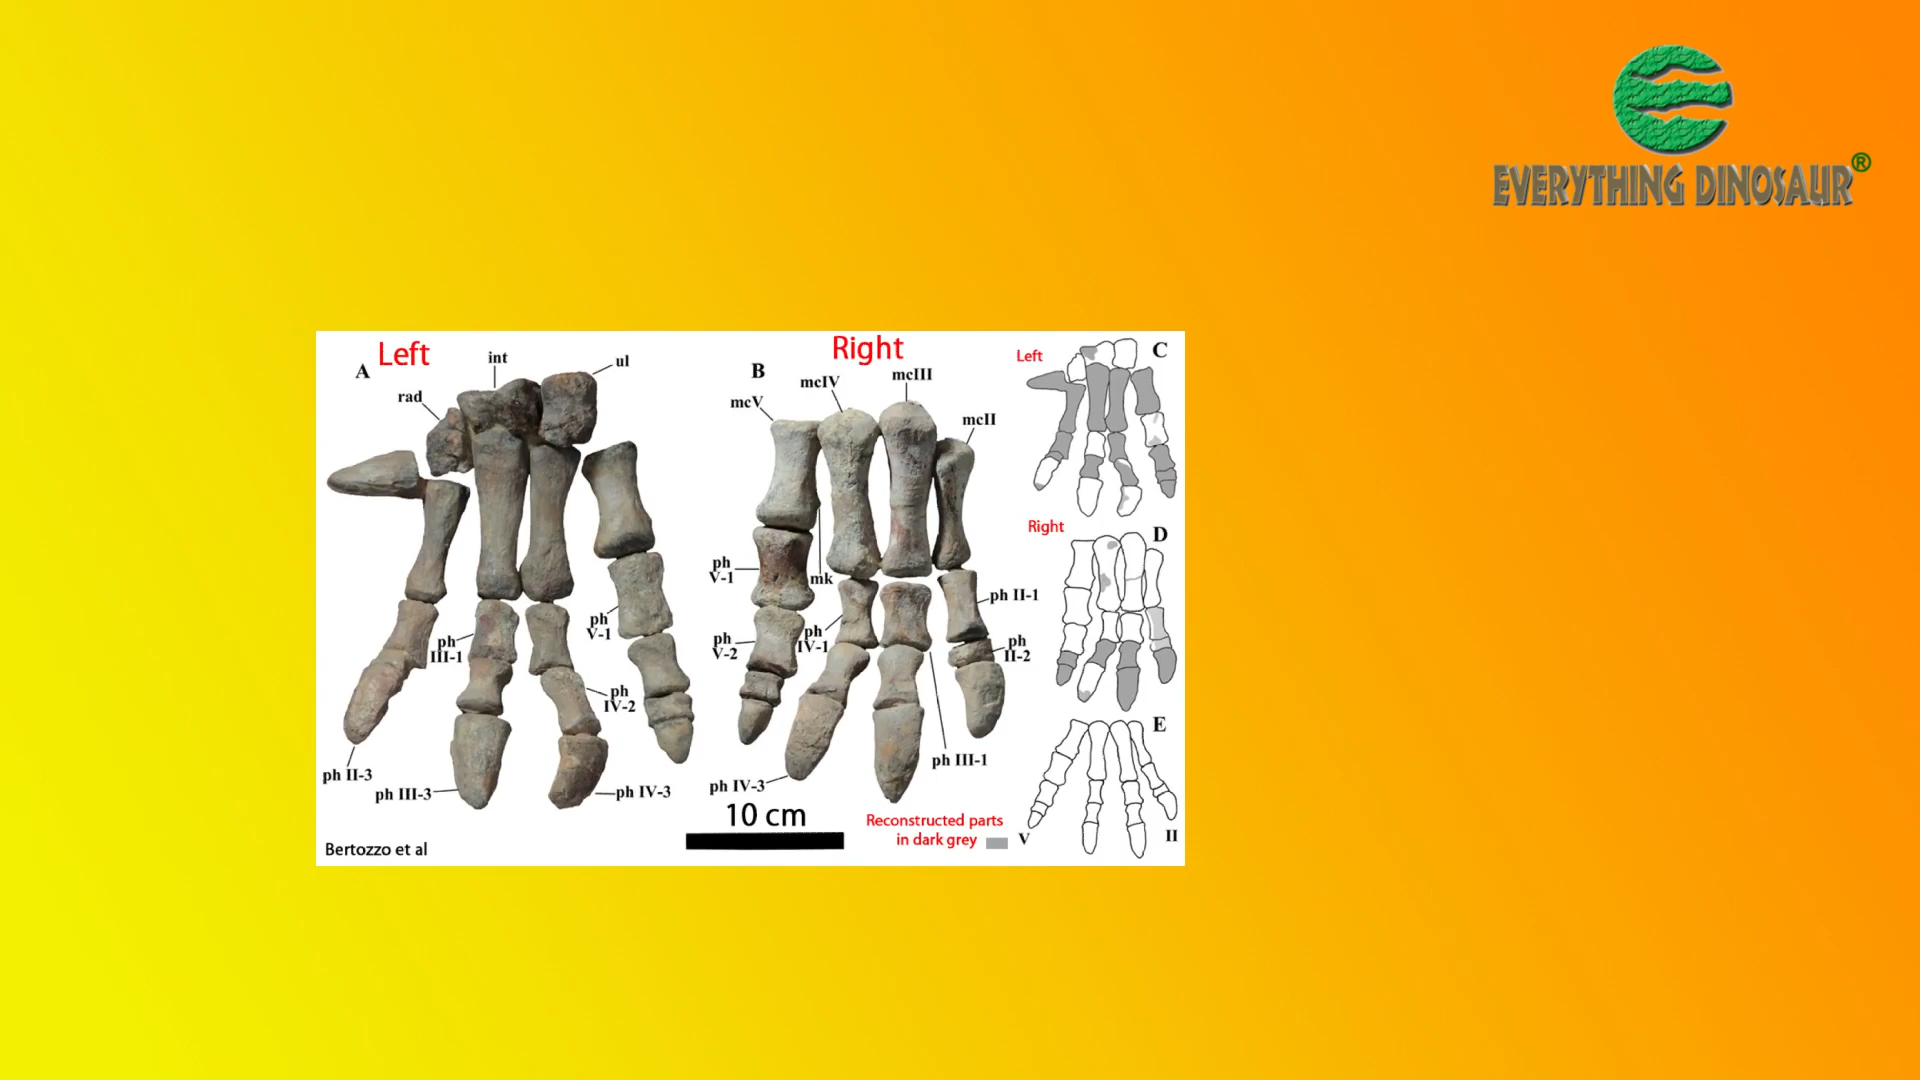 EVERYTHING DINOSAUR®
Left
A
int
ul
rad
ph
III-1
ph
V-1
ph
IV-2
ph II-3
ph III-3
ph IV-3
Bertozzo et al
Right
B
mcIV
mcIII
mcV
mcII
ph
V-1
mk
ph II-1
ph
V-2
ph
IV-1
ph
II-2
ph III-1
ph IV-3
10 cm
Reconstructed parts
in dark grey
Left
C
Right
D
E
V
II